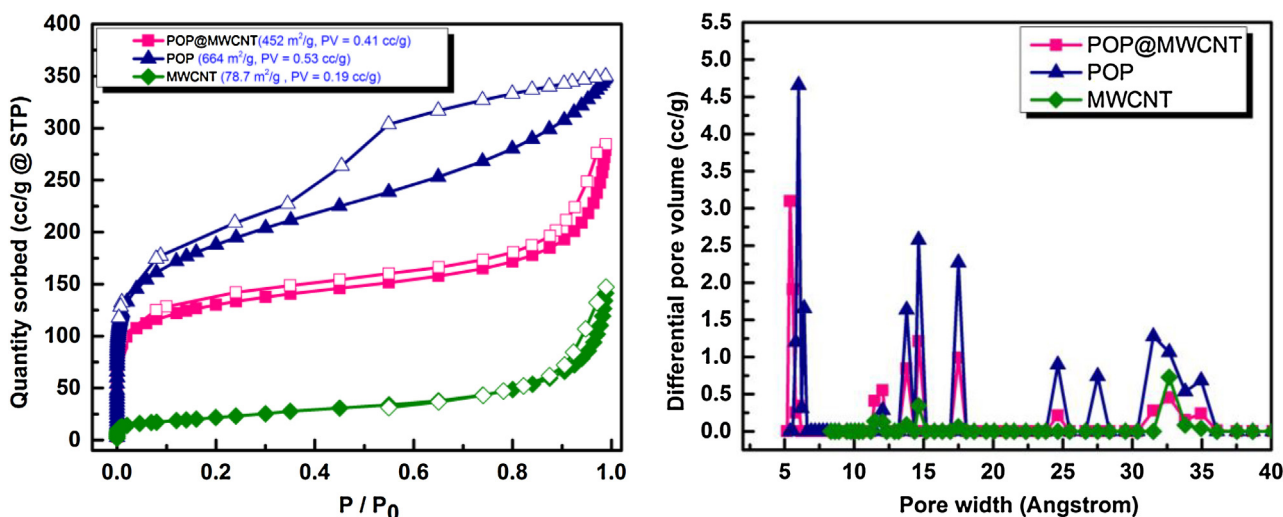 Quantity sorbed (cc/g @ STP)
400
350
300
250
200
150
100
50
0
POP@MWCNT (452 m²/g, PV = 0.41 cc/g)
POP (664 m²/g, PV = 0.53 cc/g)
MWCNT (78.7 m²/g , PV = 0.19 cc/g)
0.0 0.2 0.4 0.6 0.8 1.0
P / P₀
Differential pore volume (cc/g)
5.5
5.0
4.5
4.0
3.5
3.0
2.5
2.0
1.5
1.0
0.5
0.0
POP@MWCNT
POP
MWCNT
5 10 15 20 25 30 35 40
Pore width (Angstrom)